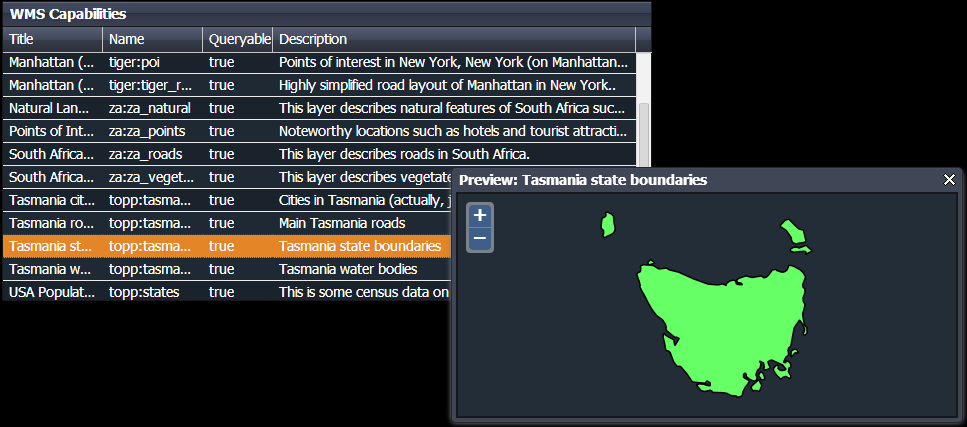 WMS Capabilities
Title Name Queryable Description
Manhattan (... tiger:poi true Points of interest in New York, New York (on Manhattan...
Manhattan (... tiger:tiger_r... true Highly simplified road layout of Manhattan in New York..
Natural Lan... za:za_natural true This layer describes natural features of South Africa suc...
Points of Int... za:za_points true Noteworthy locations such as hotels and tourist attracti...
South Africa... za:za_roads true This layer describes roads in South Africa.
South Africa... za:za_veget... true This layer describes vegetate
Tasmania cit... topp:tasma... true Cities in Tasmania (actually, j
Tasmania ro... topp:tasma... true Main Tasmania roads
Tasmania st... topp:tasma... true Tasmania state boundaries
Tasmania w... topp:tasma... true Tasmania water bodies
USA Populat... topp:states true This is some census data on
Preview: Tasmania state boundaries
+
−